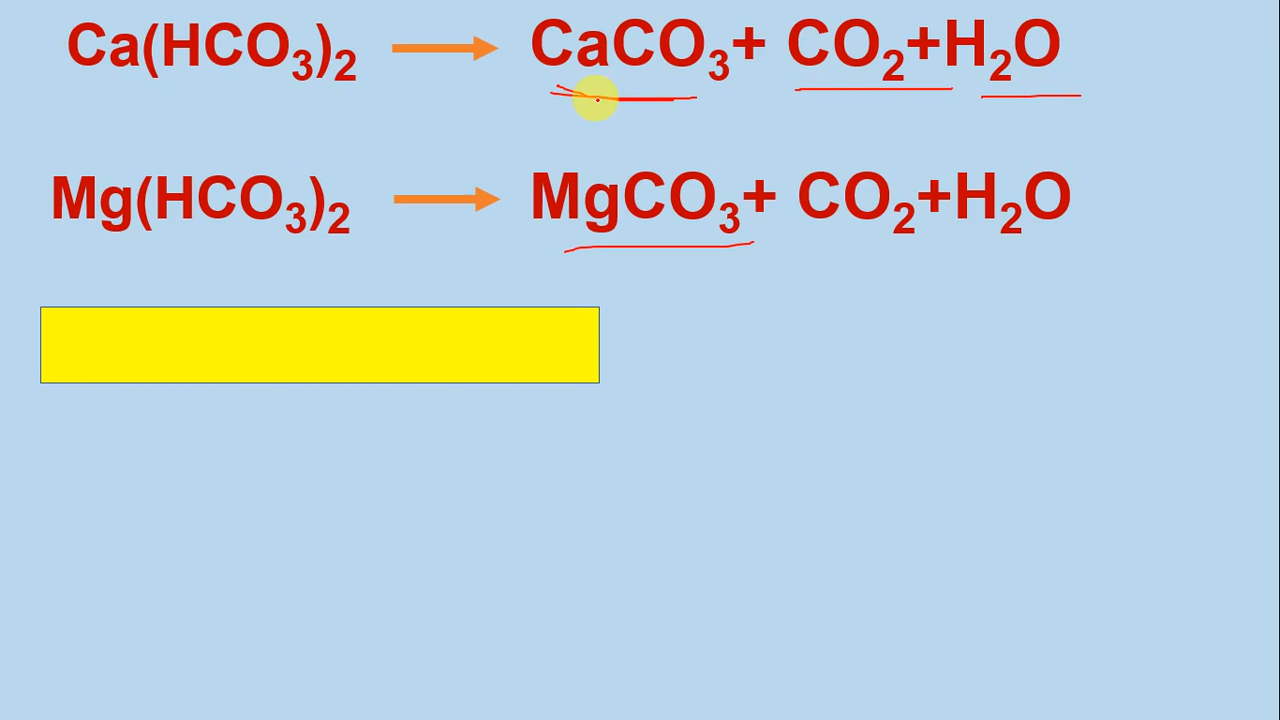 Ca(HCO₃)₂ → CaCO₃+ CO₂+H₂O
Mg(HCO₃)₂ → MgCO₃+ CO₂+H₂O